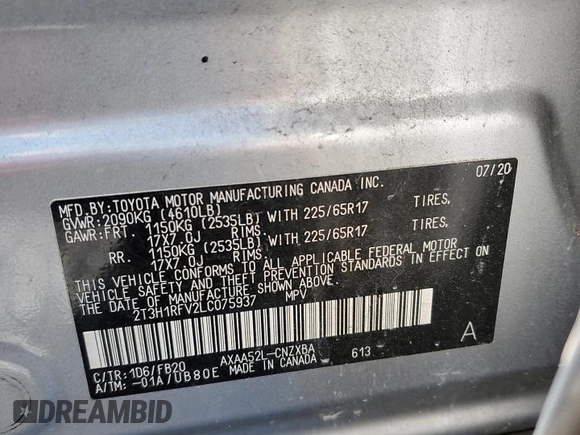 MFD.BY:TOYOTA MOTOR MANUFACTURING CANADA INC. 07/20
GVWR:2090KG (4610LB)
GAWR:FRT. 1150KG (2535LB) WITH 225/65R17 TIRES,
17X7.0J RIMS.
RR. 1150KG (2535LB) WITH 225/65R17 TIRES,
17X7.0J RIMS.
THIS VEHICLE CONFORMS TO ALL APPLICABLE FEDERAL MOTOR
VEHICLE SAFETY AND THEFT PREVENTION STANDARDS IN EFFECT ON
THE DATE OF MANUFACTURE SHOWN ABOVE.
2T3H1RFV2LC075937 MPV
A
C/TR:1D6/FB20 AXAA52L-CNZXBA 613
A/TM:-01A/UB80E MADE IN CANADA
DREAMBID